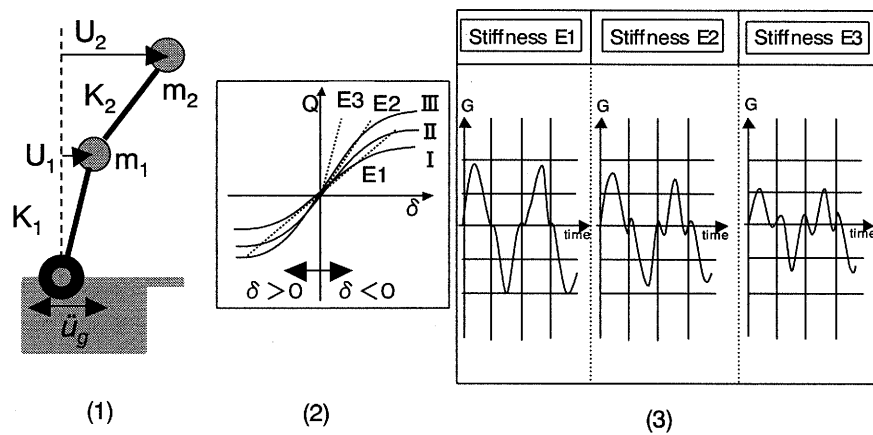 U2
K2
m2
U1
m1
K1
üg
(1)
Q
E3
E2
III
II
I
E1
δ
δ>0
δ<0
(2)
Stiffness E1
Stiffness E2
Stiffness E3
G
G
G
time
time
time
(3)